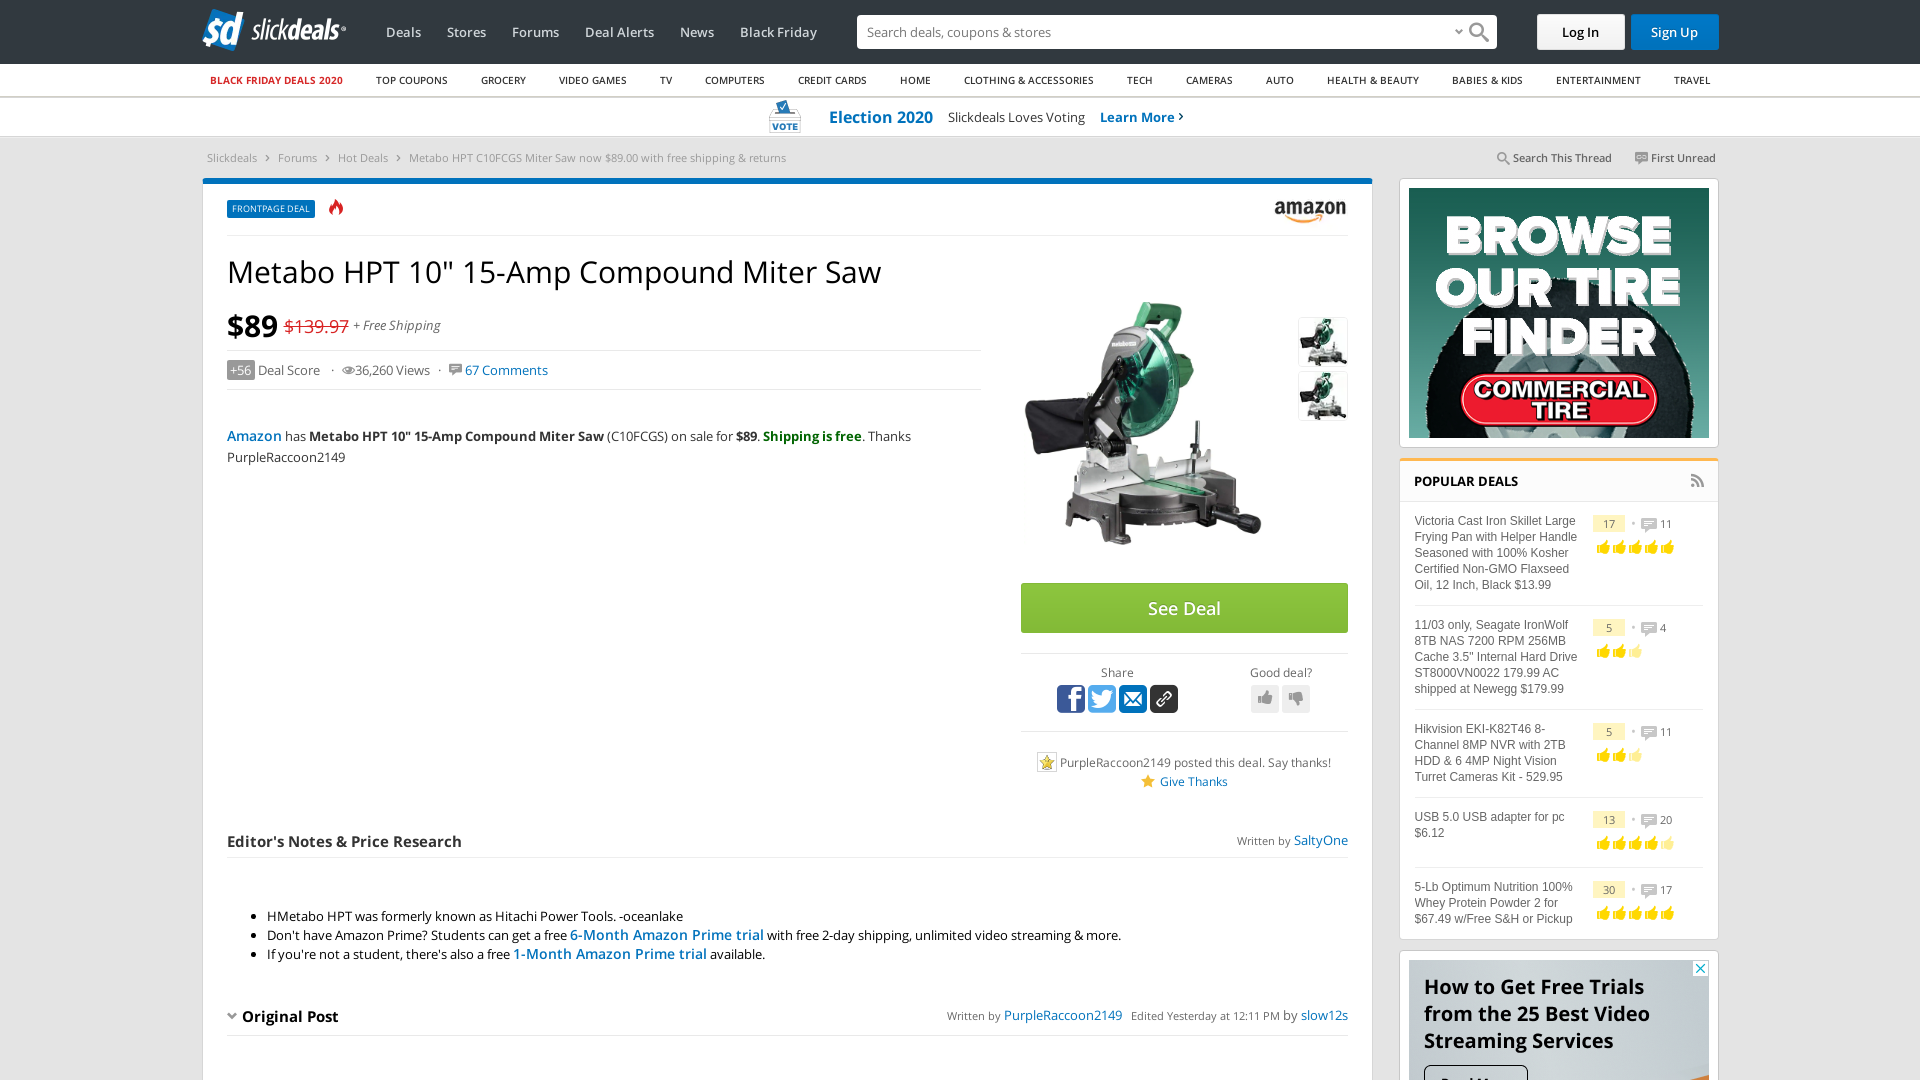 sd slickdeals
Deals Stores Forums Deal Alerts News Black Friday
Search deals, coupons & shopping
Log In
Sign Up
BLACK FRIDAY DEALS 2020 TOP COUPONS GROCERY VIDEO GAMES TV COMPUTERS CREDIT CARDS HOME CLOTHING & ACCESSORIES TECH CAMERAS AUTO HEALTH & BEAUTY BABIES & KIDS ENTERTAINMENT TRAVEL
VOTE Election 2020 Slickdeals Loves Voting Learn More
Slickdeals › Forums › Hot Deals › Metabo HPT C10FCGS Miter Saw now $89.00 with free shipping & returns
Search This Thread First Unread
FRONTPAGE DEAL
amazon
Metabo HPT 10" 15-Amp Compound Miter Saw
$89 $139.97 + Free Shipping
+56 Deal Score · 36,260 Views · 67 Comments
Amazon has Metabo HPT 10" 15-Amp Compound Miter Saw (C10FCGS) on sale for $89. Shipping is free. Thanks
PurpleRaccoon2149
See Deal
Share
Good deal?
PurpleRaccoon2149 posted this deal. Say thanks!
Give Thanks
Editor's Notes & Price Research
Written by SaltyOne
• HMetabo HPT was formerly known as Hitachi Power Tools. -oceanlake
• Don't have Amazon Prime? Students can get a free 6-Month Amazon Prime trial with free 2-day shipping, unlimited video streaming & more.
• If you're not a student, there's also a free 1-Month Amazon Prime trial available.
Original Post
Written by PurpleRaccoon2149 Edited Yesterday at 12:11 PM by slow12s
BROWSE
OUR TIRE
FINDER
COMMERCIAL
TIRE
POPULAR DEALS
Victoria Cast Iron Skillet Large
Frying Pan with Helper Handle
Seasoned with 100% Kosher
Certified Non-GMO Flaxseed
Oil, 12 Inch, Black $13.99
17 • 11
11/03 only, Seagate IronWolf
8TB NAS 7200 RPM 256MB
Cache 3.5" Internal Hard Drive
ST8000VN0022 179.99 AC
shipped at Newegg $179.99
5 • 4
Hikvision EKI-K82T46 8-
Channel 8MP NVR with 2TB
HDD & 6 4MP Night Vision
Turret Cameras Kit - 529.95
5 • 11
USB 5.0 USB adapter for pc
$6.12
13 • 20
5-Lb Optimum Nutrition 100%
Whey Protein Powder 2 for
$67.49 w/Free S&H or Pickup
30 • 17
How to Get Free Trials
from the 25 Best Video
Streaming Services